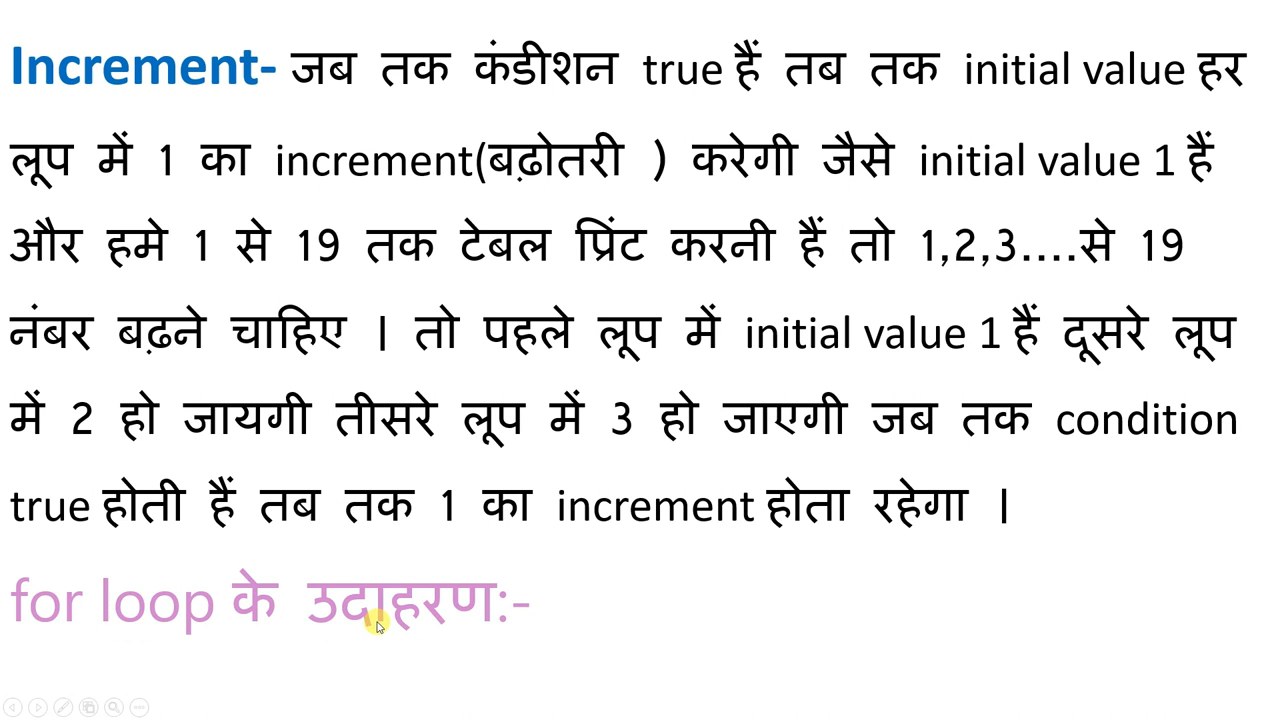 Increment- जब तक कंडीशन true हैं तब तक initial value हर
लूप में 1 का increment(बढ़ोतरी ) करेगी जैसे initial value 1 हैं
और हमे 1 से 19 तक टेबल प्रिंट करनी हैं तो 1,2,3....से 19
नंबर बढ़ने चाहिए । तो पहले लूप में initial value 1 हैं दूसरे लूप
में 2 हो जायगी तीसरे लूप में 3 हो जाएगी जब तक condition
true होती हैं तब तक 1 का increment होता रहेगा ।
for loop के उदाहरण:-